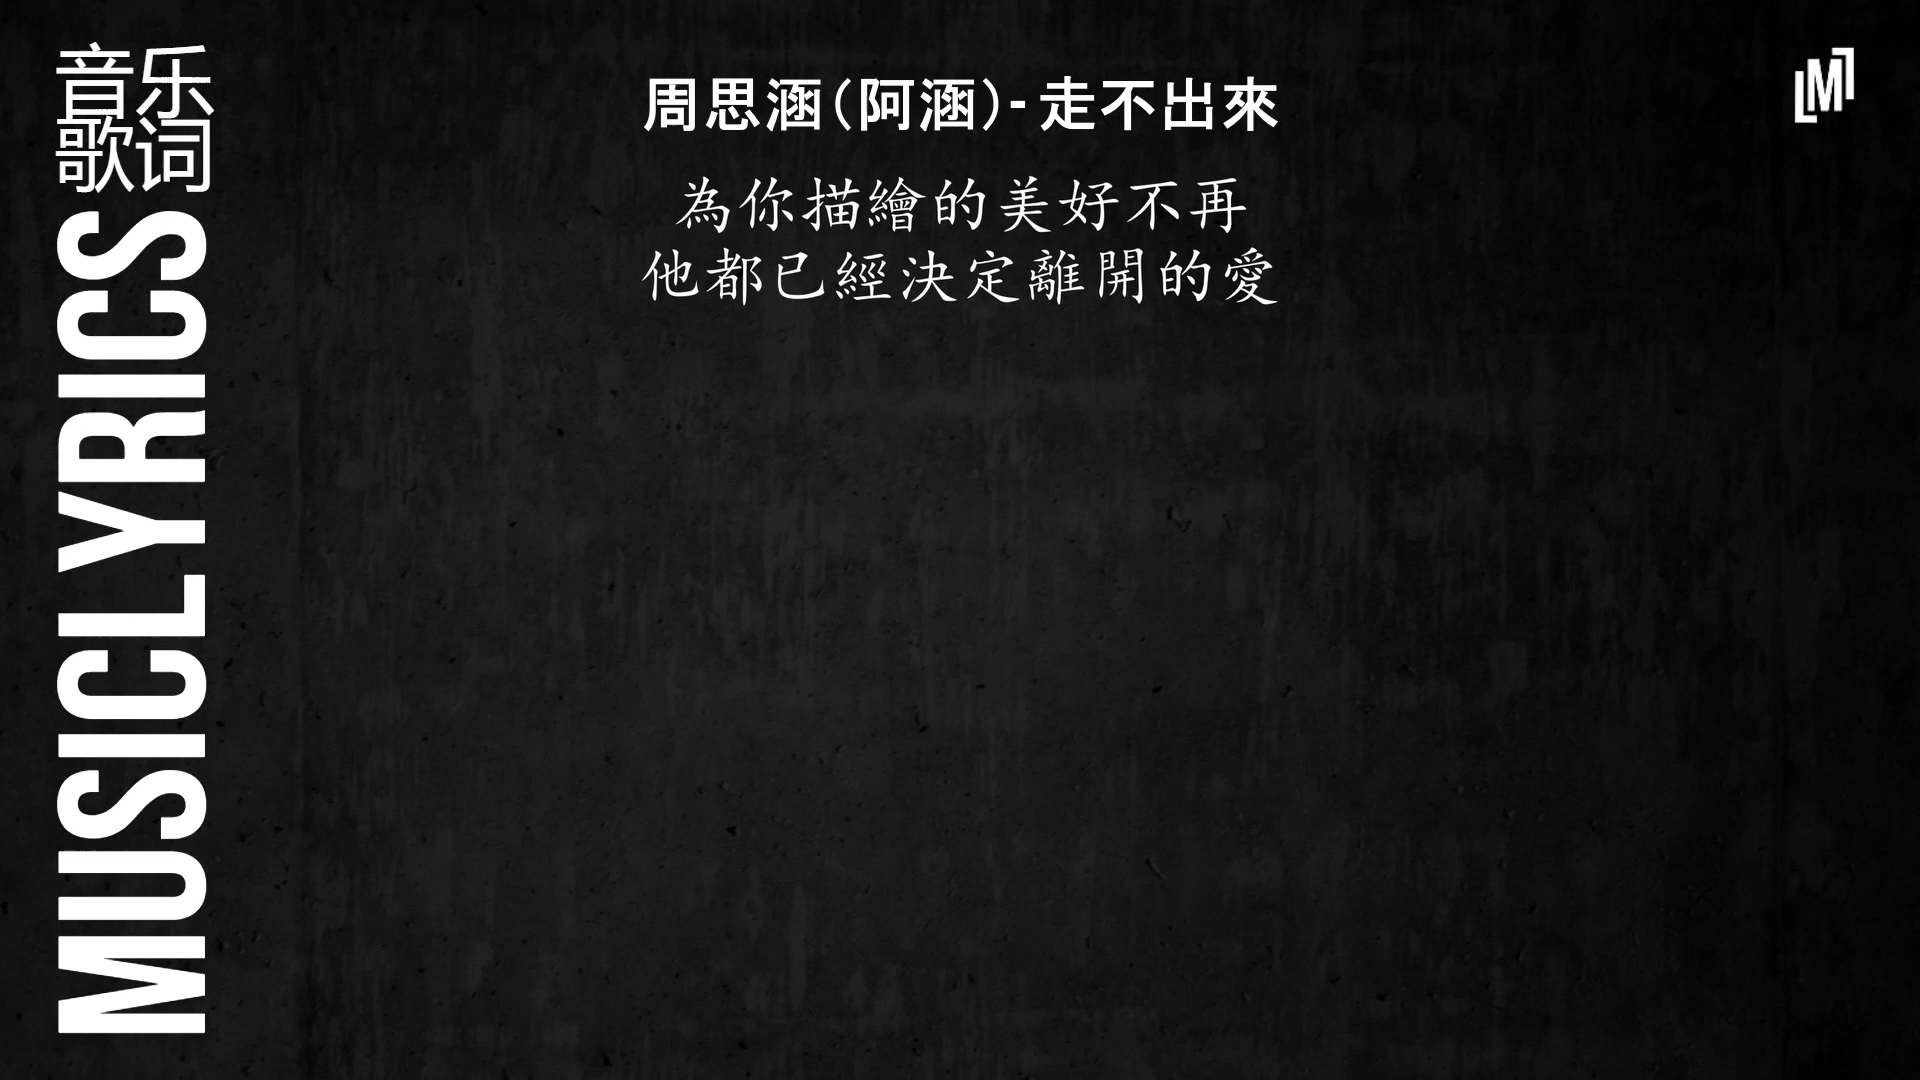 音乐
歌词
MUSICLYRICS
周思涵(阿涵)-走不出來
為你描繪的美好不再
他都已經決定離開的愛
LM